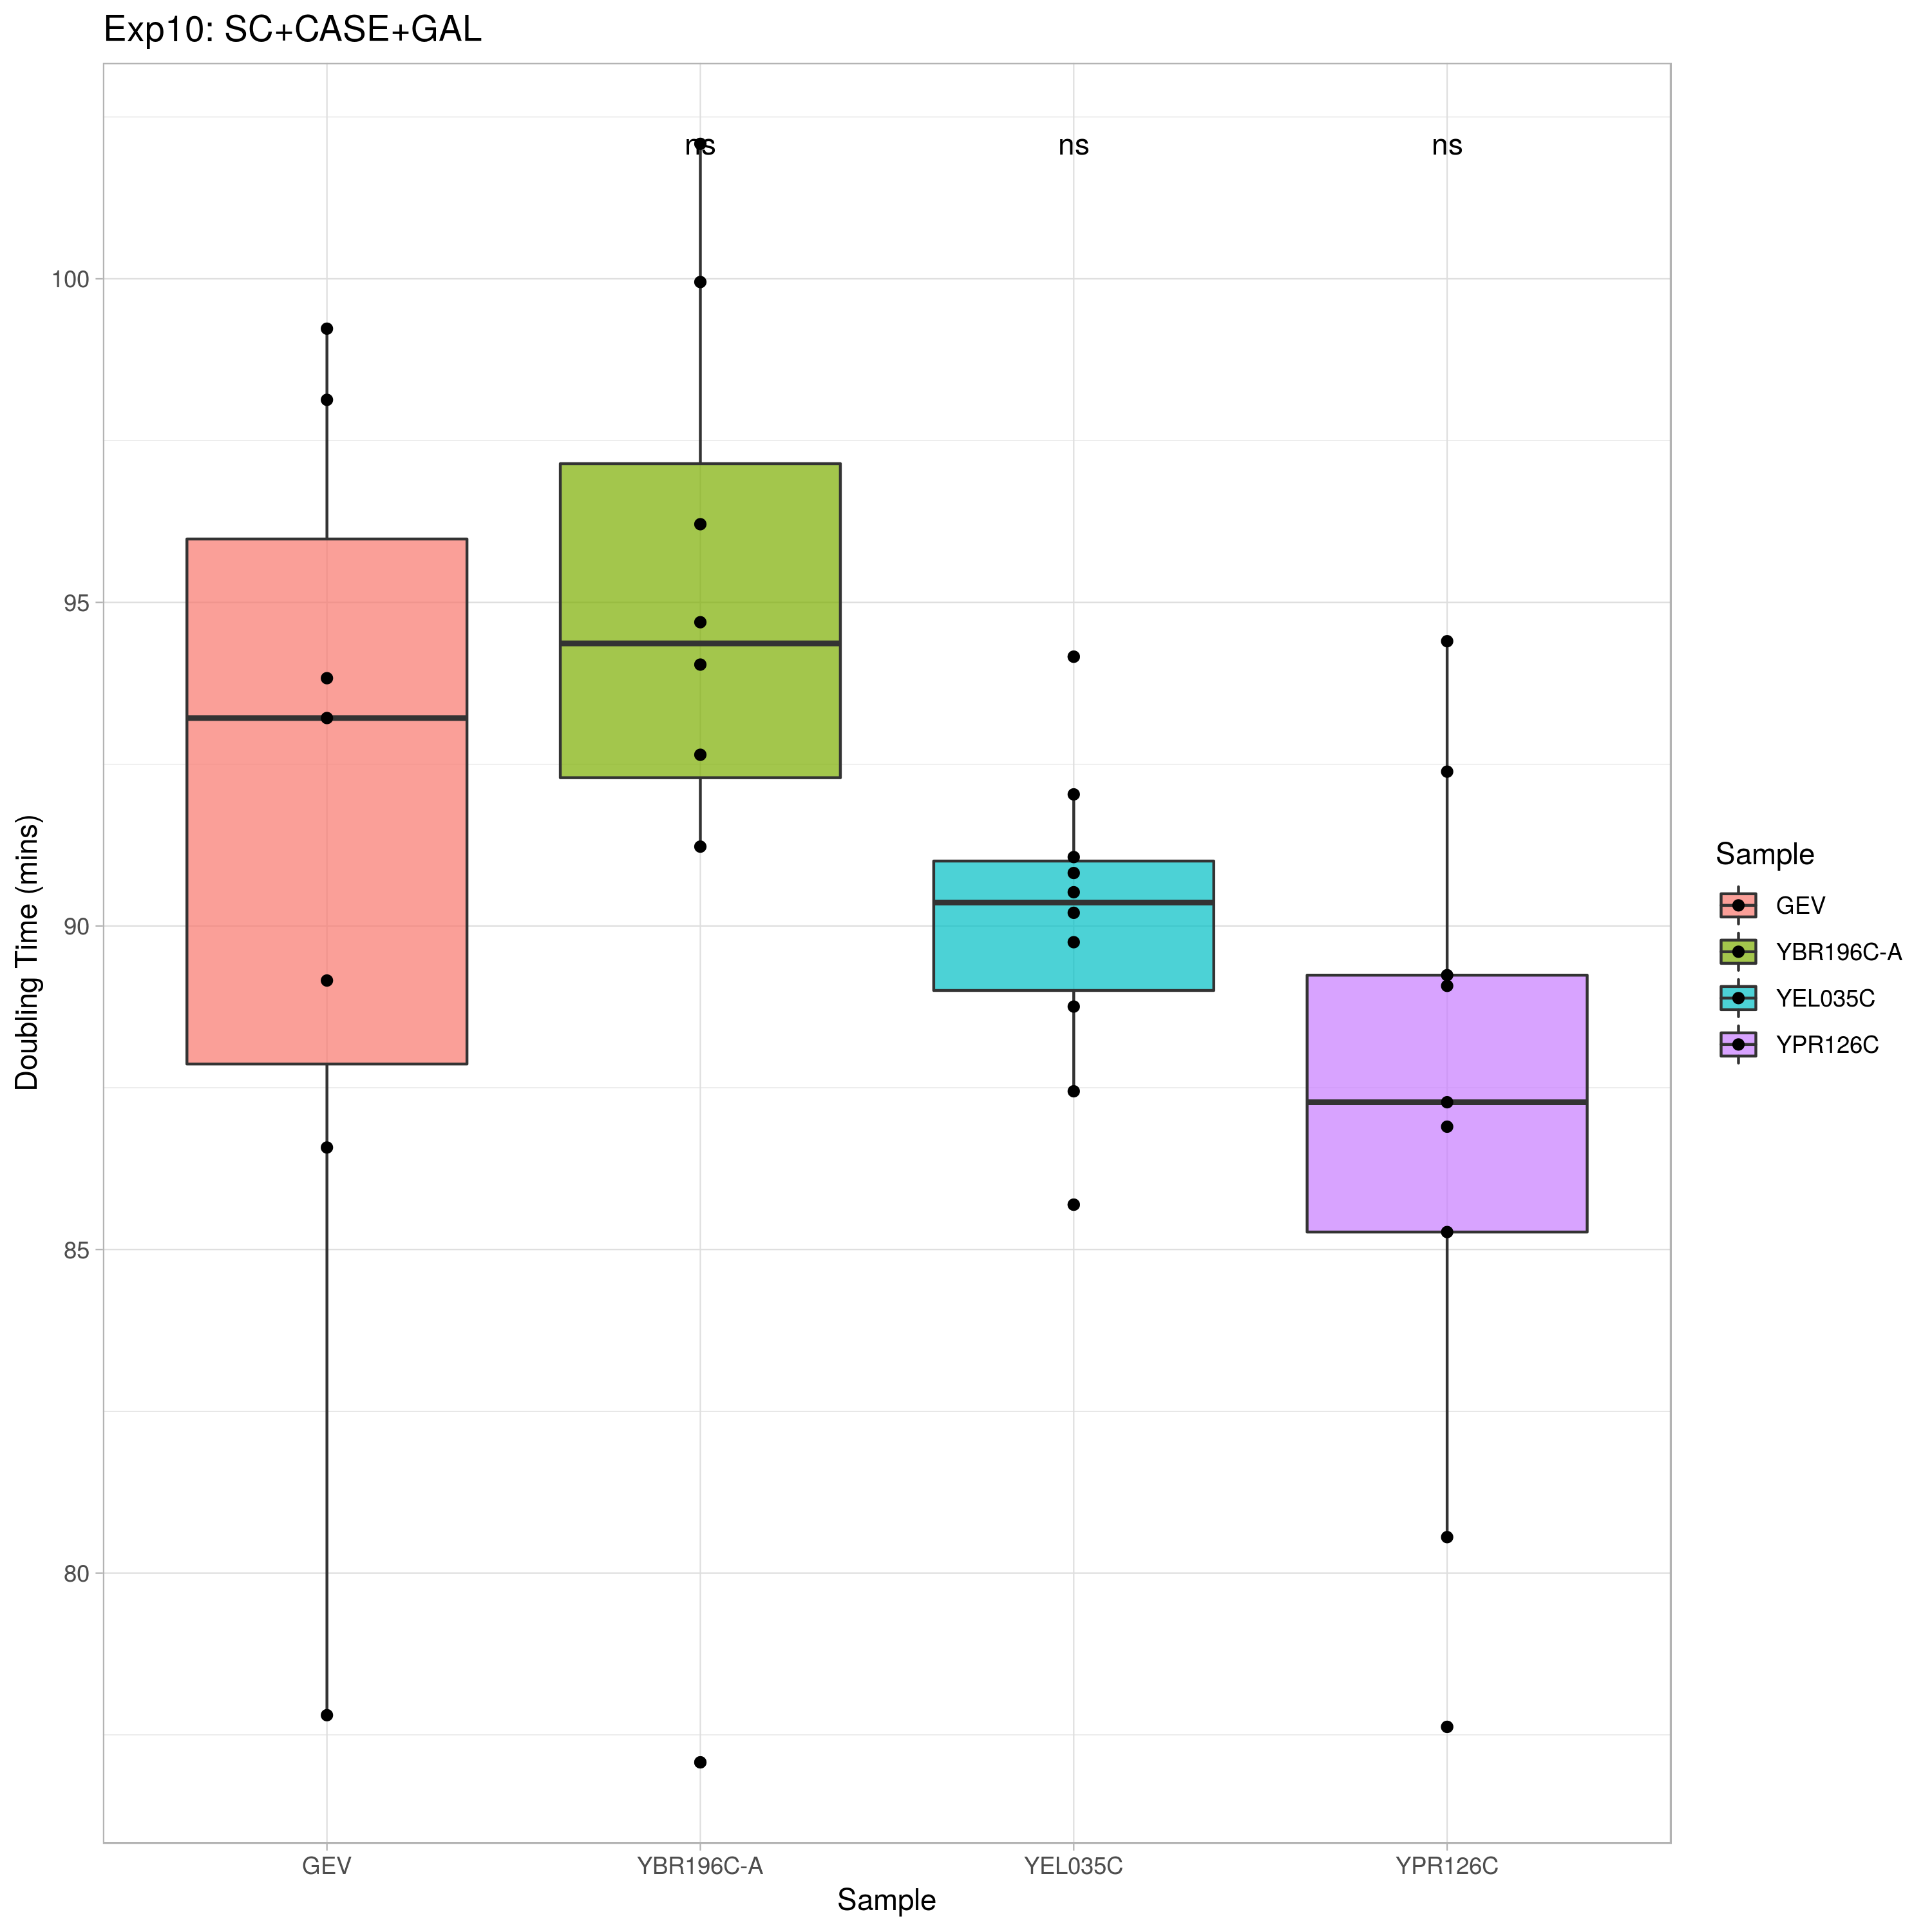 Exp10: SC+CASE+GAL
ns
ns
ns
100
95
90
85
80
Doubling Time (mins)
GEV
YBR196C-A
YEL035C
YPR126C
Sample
Sample
GEV
YBR196C-A
YEL035C
YPR126C